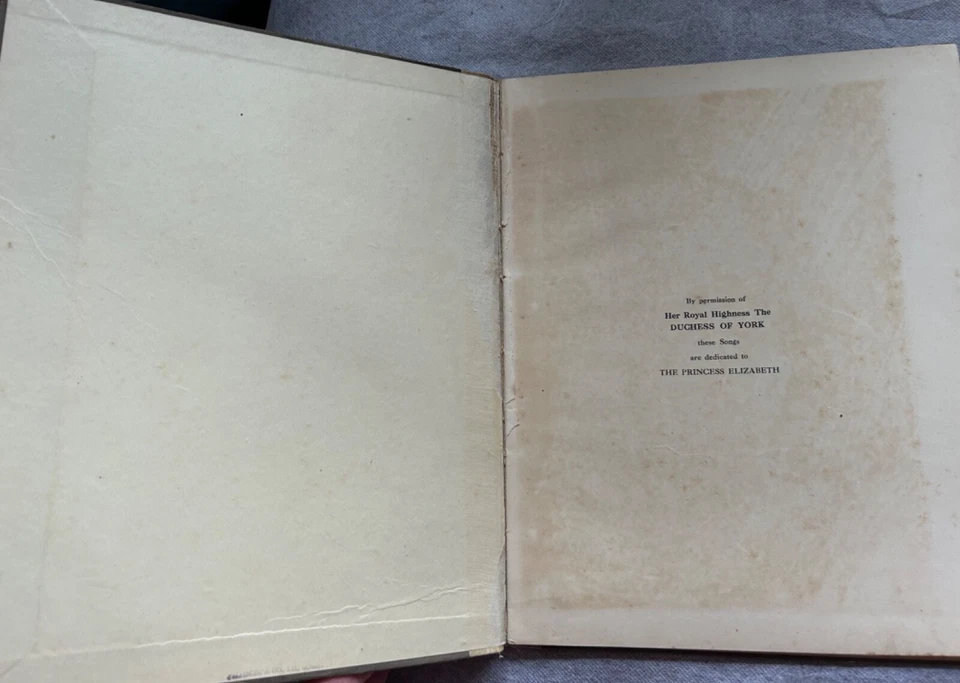 By permission of
Her Royal Highness The
DUCHESS OF YORK
these Songs
are dedicated to
THE PRINCESS ELIZABETH